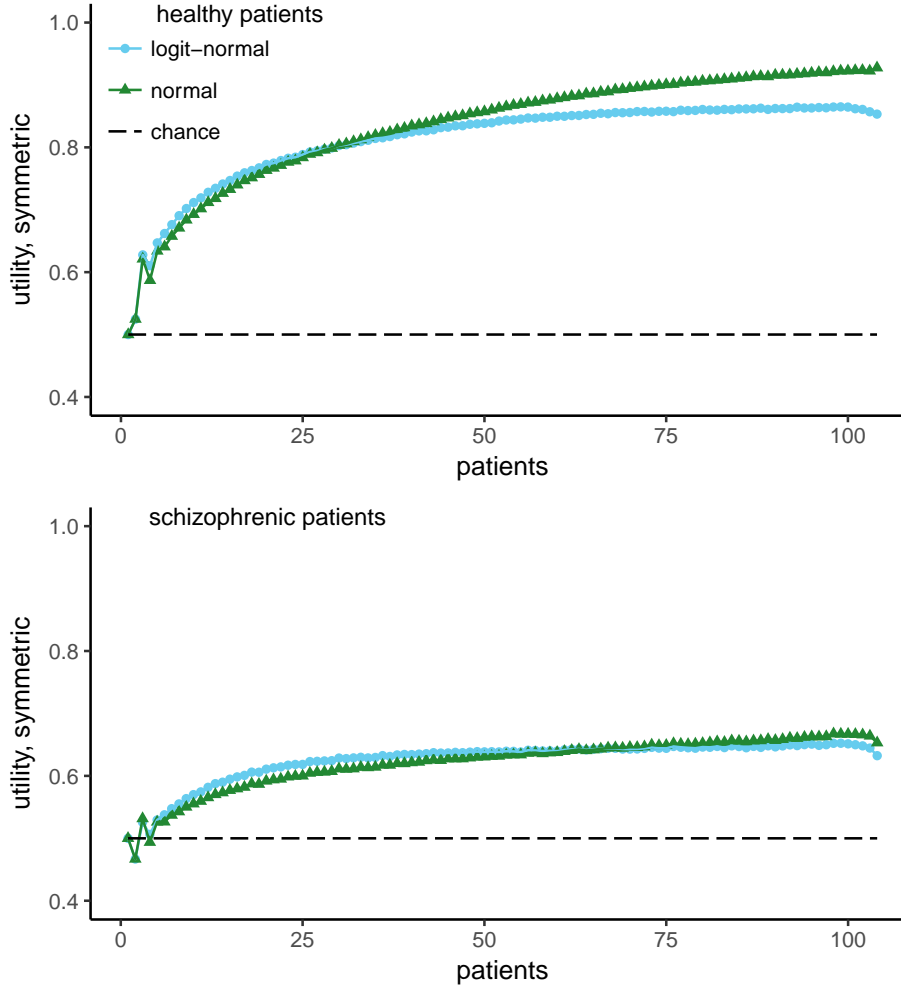 healthy patients
logit−normal
normal
chance
1.0
0.8
0.6
0.4
utility, symmetric
0 25 50 75 100
patients
schizophrenic patients
1.0
0.8
0.6
0.4
utility, symmetric
0 25 50 75 100
patients